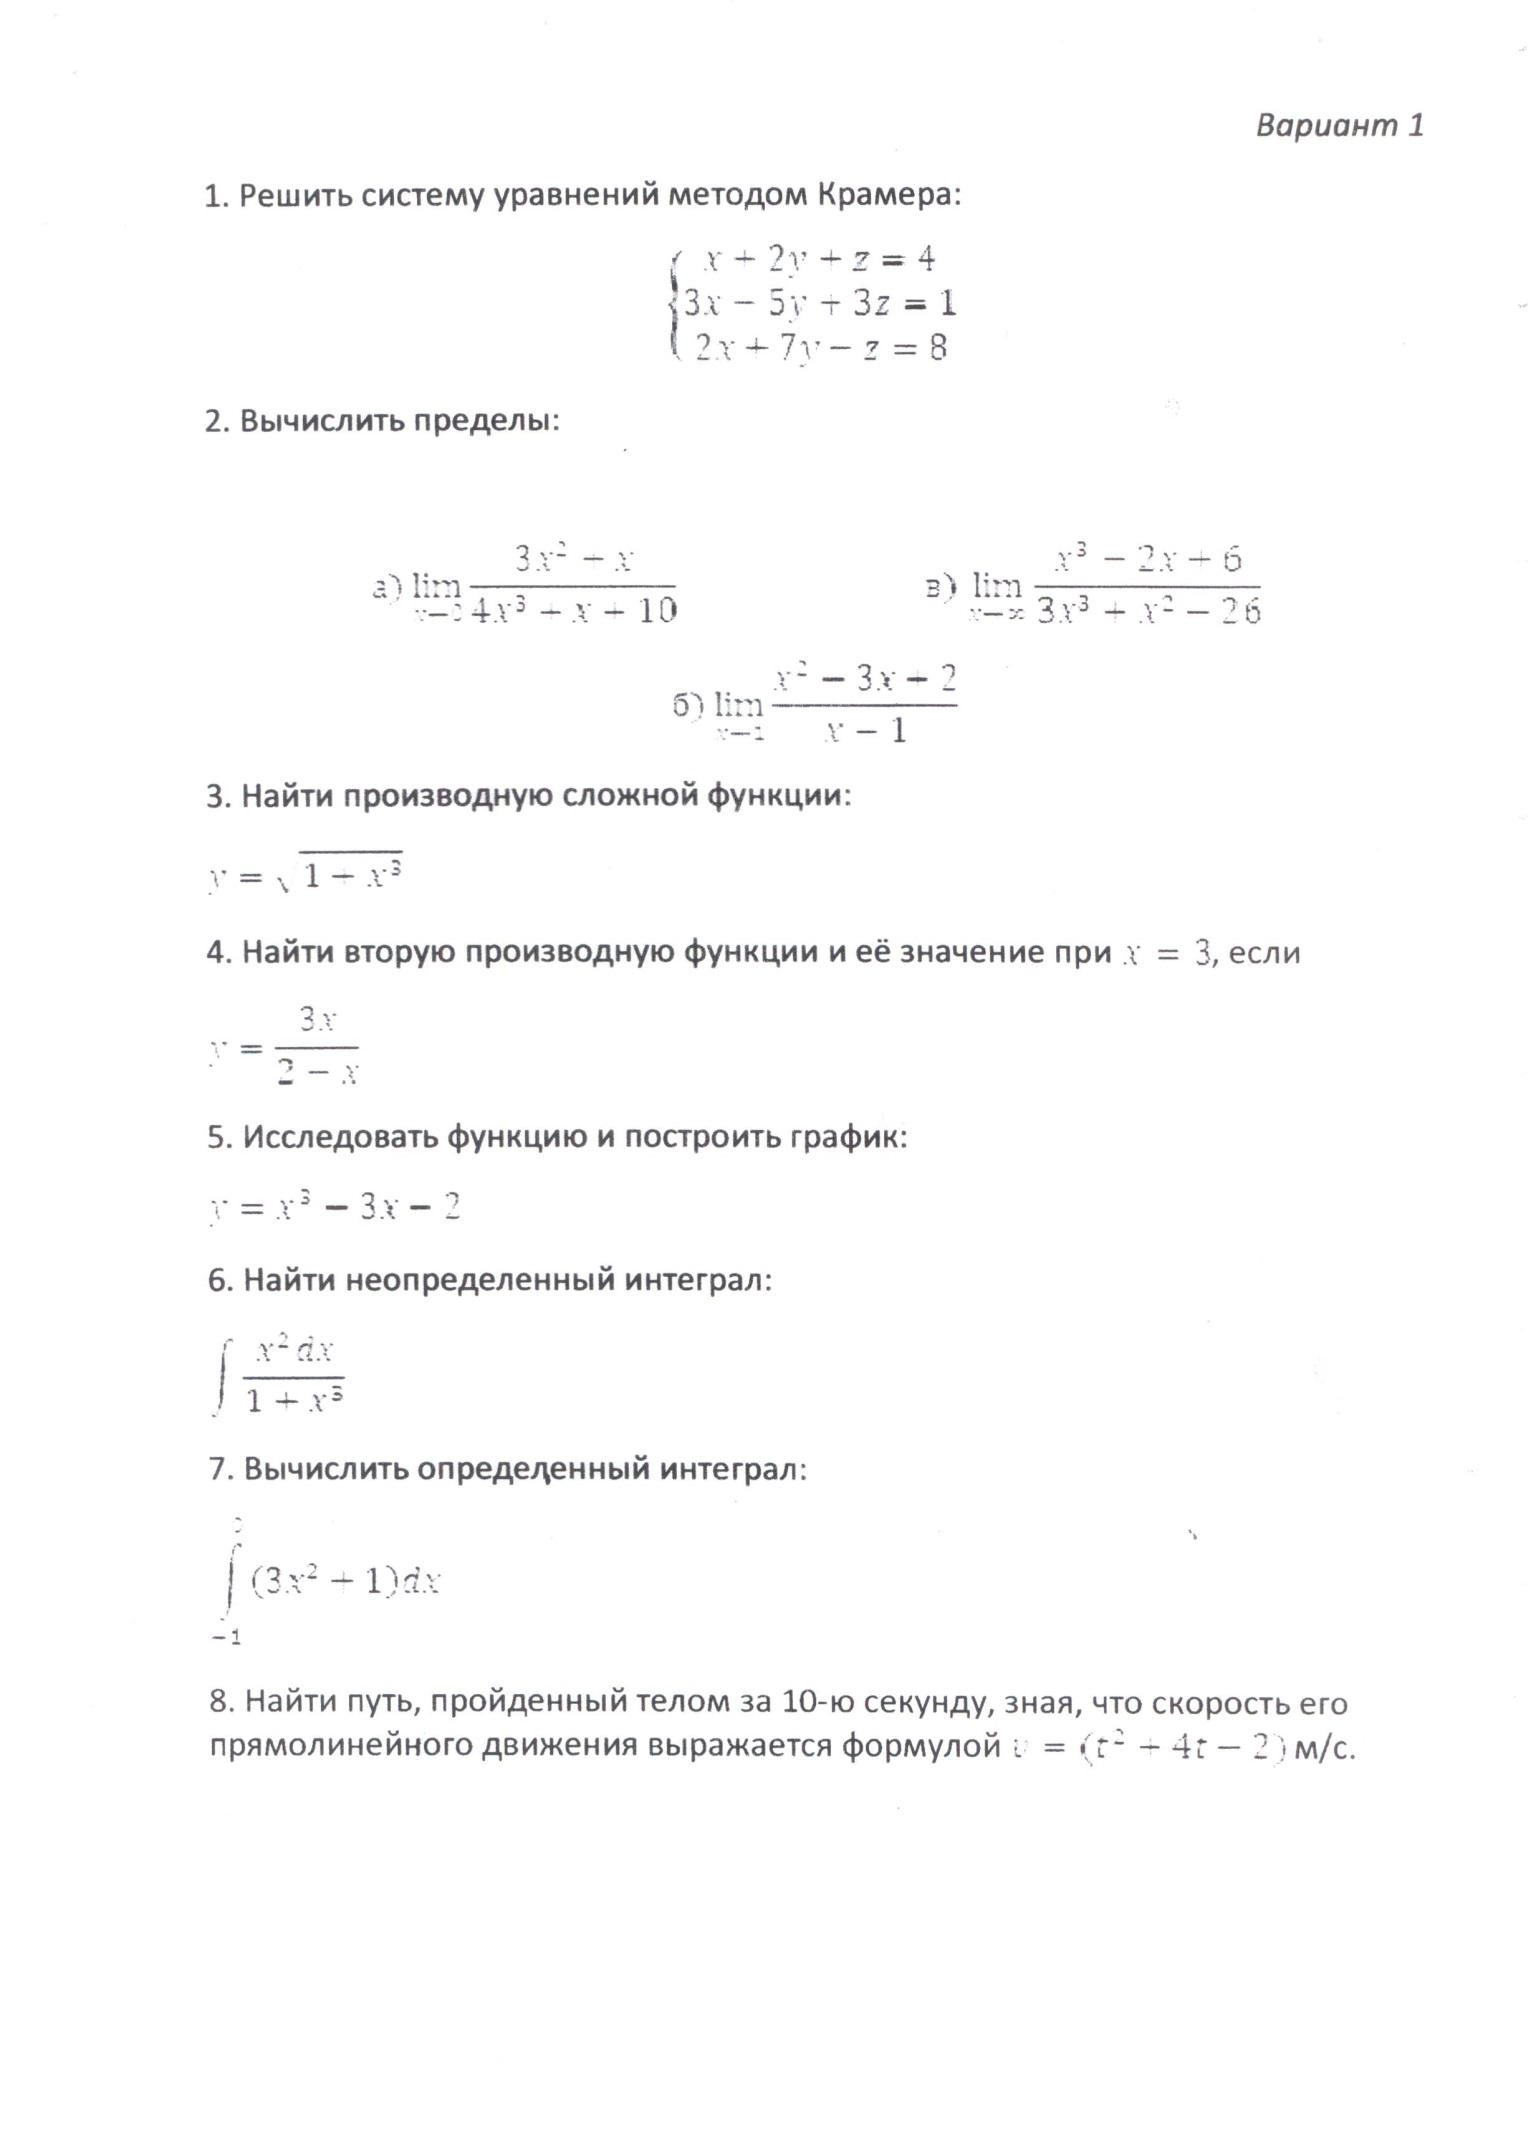 Вариант 1
1. Решить систему уравнений методом Крамера:
x + 2y + z = 4
3x − 5y + 3z = 1
2x + 7y − z = 8
2. Вычислить пределы:
а) lim x→0 (3x² + x)/(4x³ + x + 10)
в) lim x→∞ (x³ − 2x + 6)/(3x³ + x² − 26)
б) lim x→1 (x² − 3x + 2)/(x − 1)
3. Найти производную сложной функции:
y = √(1 + x³)
4. Найти вторую производную функции и её значение при x = 3, если
y = 3x/(2 − x)
5. Исследовать функцию и построить график:
y = x³ − 3x − 2
6. Найти неопределенный интеграл:
∫ x² dx/(1 + x³)
7. Вычислить определенный интеграл:
∫ (3x² + 1)dx
−1
8. Найти путь, пройденный телом за 10-ю секунду, зная, что скорость его
прямолинейного движения выражается формулой v = (t² + 4t − 2) м/с.